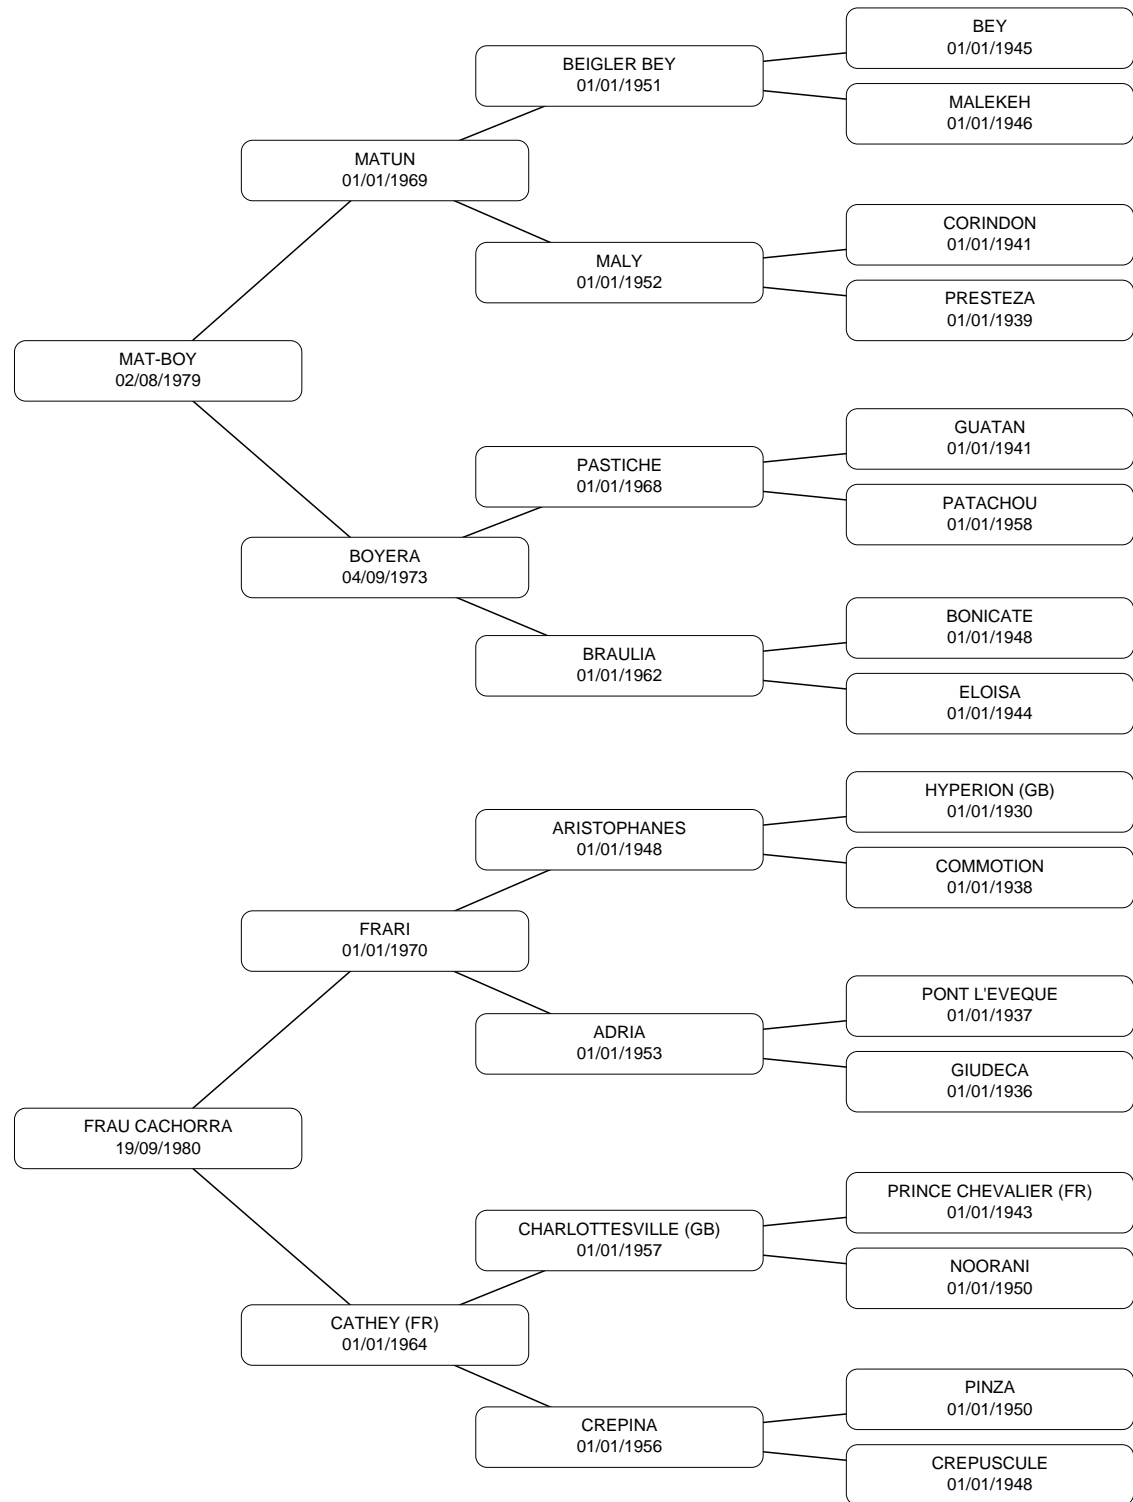 BEY
01/01/1945
BEIGLER BEY
01/01/1951
MALEKEH
01/01/1946
MATUN
01/01/1969
CORINDON
01/01/1941
MALY
01/01/1952
PRESTEZA
01/01/1939
MAT-BOY
02/08/1979
GUATAN
01/01/1941
PASTICHE
01/01/1968
PATACHOU
01/01/1958
BOYERA
04/09/1973
BONICATE
01/01/1948
BRAULIA
01/01/1962
ELOISA
01/01/1944
HYPERION (GB)
01/01/1930
ARISTOPHANES
01/01/1948
COMMOTION
01/01/1938
FRARI
01/01/1970
PONT L'EVEQUE
01/01/1937
ADRIA
01/01/1953
GIUDECA
01/01/1936
FRAU CACHORRA
19/09/1980
PRINCE CHEVALIER (FR)
01/01/1943
CHARLOTTESVILLE (GB)
01/01/1957
NOORANI
01/01/1950
CATHEY (FR)
01/01/1964
PINZA
01/01/1950
CREPINA
01/01/1956
CREPUSCULE
01/01/1948